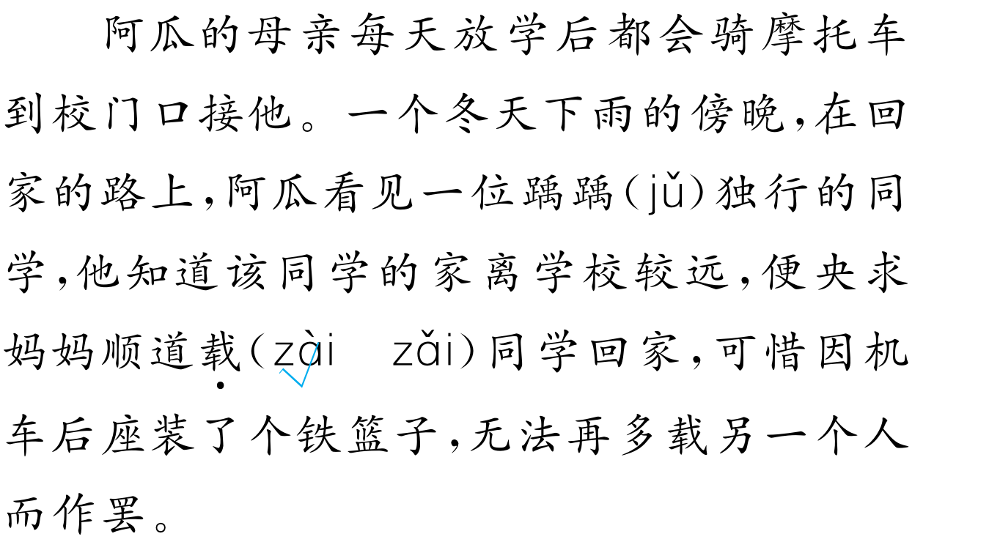 阿瓜的母亲每天放学后都会骑摩托车
到校门口接他。一个冬天下雨的傍晚,在回
家的路上,阿瓜看见一位踽踽(jǔ)独行的同
学,他知道该同学的家离学校较远,便央求
妈妈顺道载(zài zǎi)同学回家,可惜因机
车后座装了个铁篮子,无法再多载另一个人
而作罢。